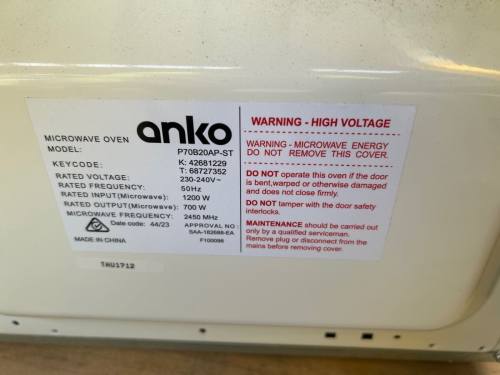 anko
MICROWAVE OVEN
MODEL: P70B20AP-ST
KEYCODE: K: 42681229
T: 68727352
RATED VOLTAGE: 230-240V~
RATED FREQUENCY: 50Hz
RATED INPUT(Microwave): 1200 W
RATED OUTPUT(Microwave): 700 W
MICROWAVE FREQUENCY: 2450 MHz
Date code: 44/23
APPROVAL NO
SAA-182688-EA
MADE IN CHINA
F100098
WARNING - HIGH VOLTAGE
WARNING - MICROWAVE ENERGY
DO NOT REMOVE THIS COVER.
DO NOT operate this oven if the door
is bent,warped or otherwise damaged
and does not close firmly.
DO NOT tamper with the door safety
interlocks.
MAINTENANCE should be carried out
only by a qualified serviceman.
Remove plug or disconnect from the
mains before removing cover.